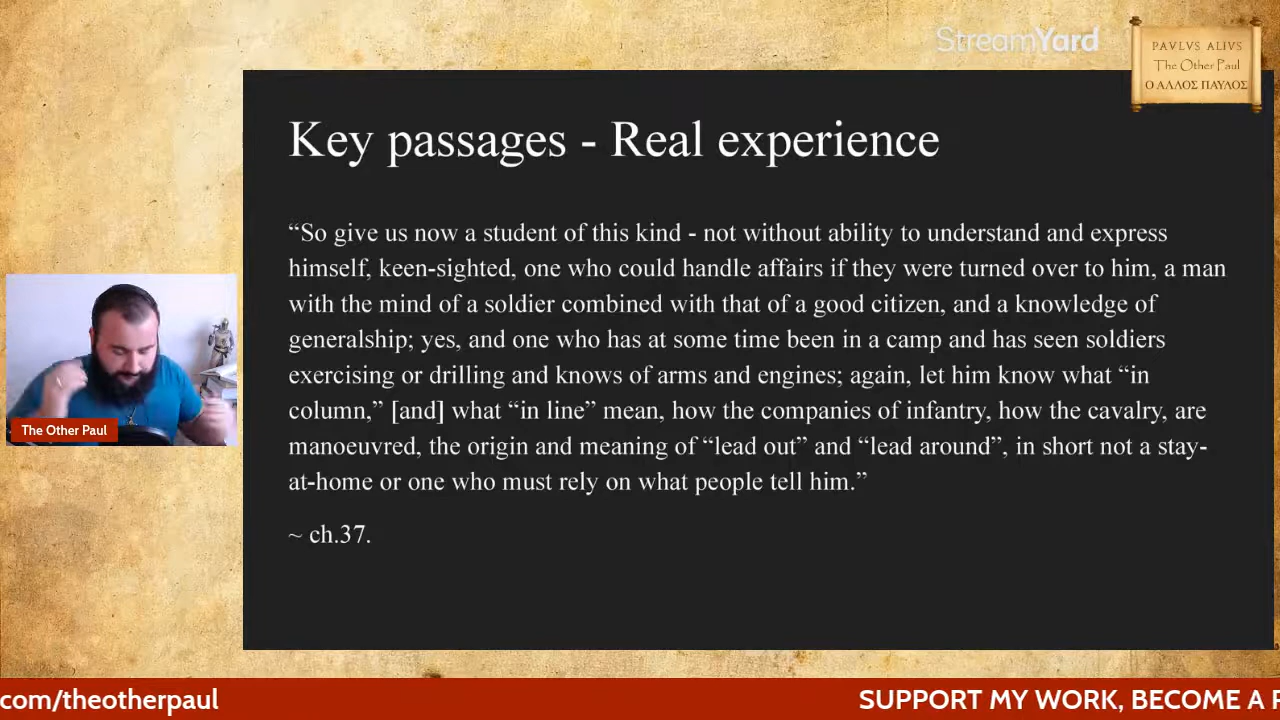 StreamYard
PAVLVS ALIVS
The Other Paul
Ο ΑΛΛΟΣ ΠΑΥΛΟΣ
Key passages - Real experience
“So give us now a student of this kind - not without ability to understand and express
himself, keen-sighted, one who could handle affairs if they were turned over to him, a man
with the mind of a soldier combined with that of a good citizen, and a knowledge of
generalship; yes, and one who has at some time been in a camp and has seen soldiers
exercising or drilling and knows of arms and engines; again, let him know what “in
column,” [and] what “in line” mean, how the companies of infantry, how the cavalry, are
manoeuvred, the origin and meaning of “lead out” and “lead around”, in short not a stay-
at-home or one who must rely on what people tell him.”
~ ch.37.
The Other Paul
com/theotherpaul
SUPPORT MY WORK, BECOME A P